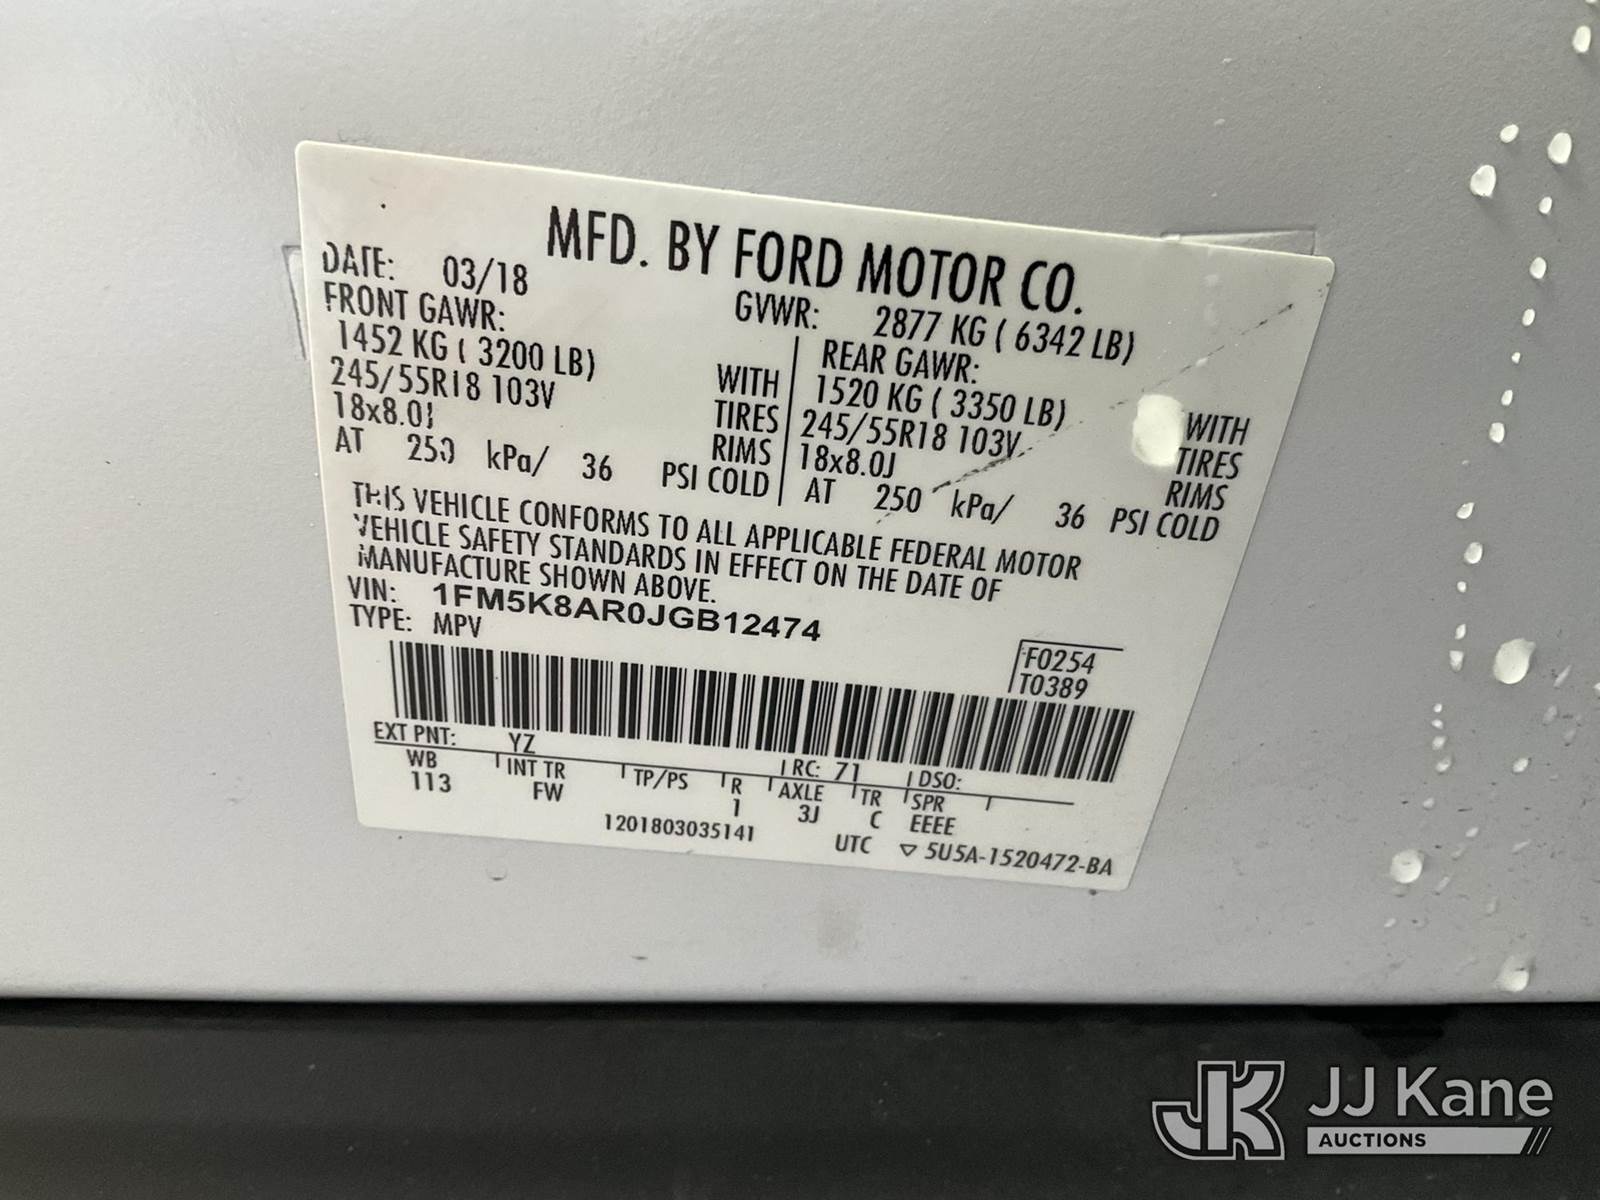 MFD. BY FORD MOTOR CO.
DATE: 03/18
GVWR: 2877 KG ( 6342 LB)
FRONT GAWR:
1452 KG ( 3200 LB) WITH
245/55R18 103V TIRES
18x8.0J RIMS
AT 250 kPa/ 36 PSI COLD
REAR GAWR:
1520 KG ( 3350 LB) WITH
245/55R18 103V TIRES
18x8.0J RIMS
AT 250 kPa/ 36 PSI COLD
THIS VEHICLE CONFORMS TO ALL APPLICABLE FEDERAL MOTOR
VEHICLE SAFETY STANDARDS IN EFFECT ON THE DATE OF
MANUFACTURE SHOWN ABOVE.
VIN: 1FM5K8AR0JGB12474
TYPE: MPV
F0254
T0389
EXT PNT: YZ RC: 71 DSO:
WB INT TR TP/PS R AXLE TR SPR
113 FW 1 3J C EEEE
1201803035141 UTC ▽ 5U5A-1520472-BA
JK JJ Kane
AUCTIONS